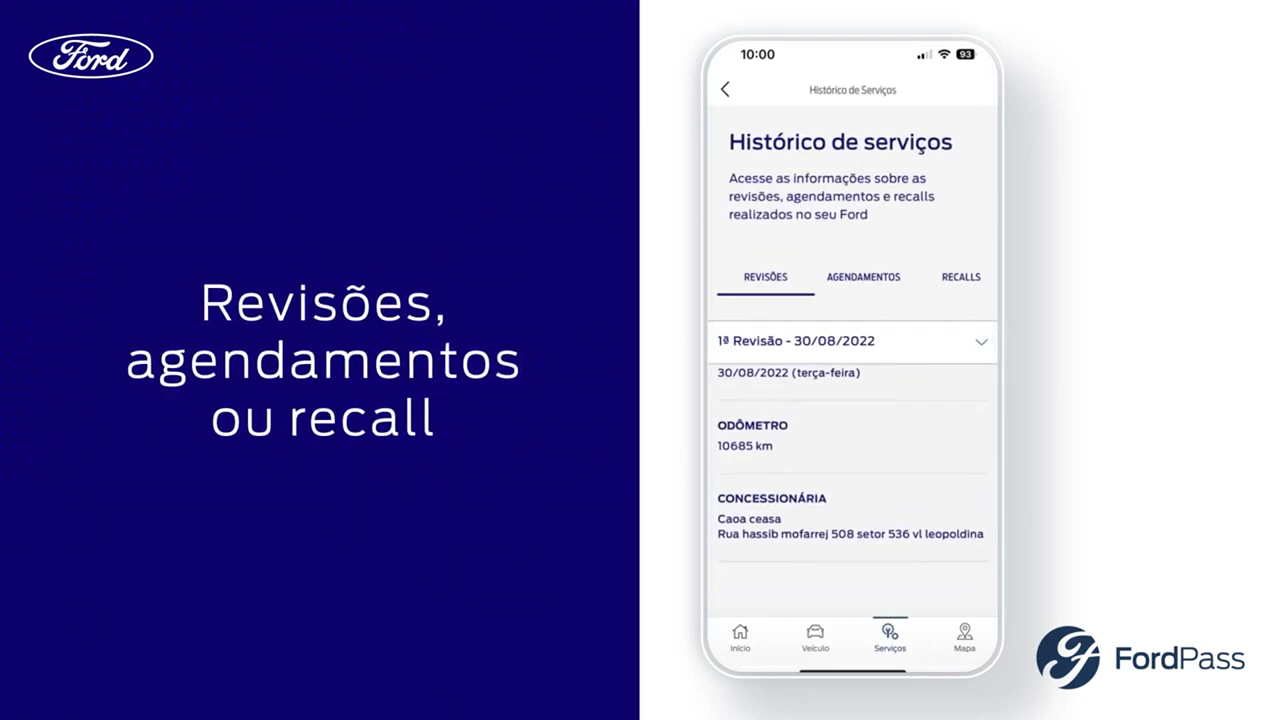 Ford
Revisões,
agendamentos
ou recall
10:00
93
Histórico de Serviços
Histórico de serviços
Acesse as informações sobre as
revisões, agendamentos e recalls
realizados no seu Ford
REVISÕES AGENDAMENTOS RECALLS
1ª Revisão - 30/08/2022
30/08/2022 (terça-feira)
ODÔMETRO
10685 km
CONCESSIONÁRIA
Caoa ceasa
Rua hassib mofarrej 508 setor 536 vl leopoldina
Início Veículo Serviços Mapa
FordPass